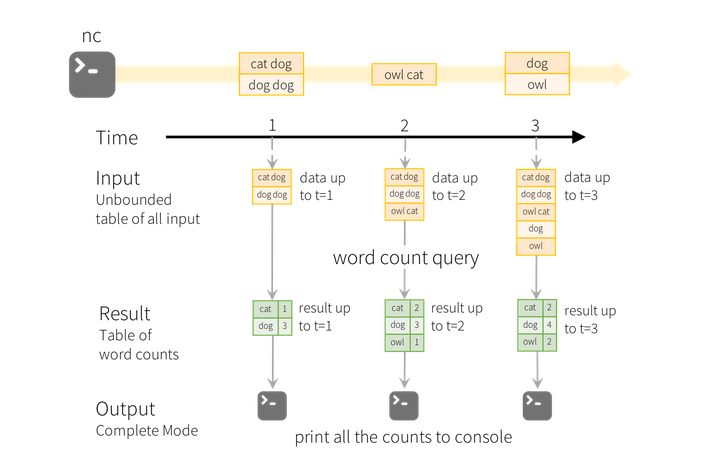 nc
cat dog
dog dog
owl cat
dog
owl
Time
1
2
3
Input
Unbounded
table of all input
cat dog
dog dog
data up
to t=1
cat dog
dog dog
owl cat
data up
to t=2
cat dog
dog dog
owl cat
dog
owl
data up
to t=3
word count query
Result
Table of
word counts
cat 1
dog 3
result up
to t=1
cat 2
dog 3
owl 1
result up
to t=2
cat 2
dog 4
owl 2
result up
to t=3
Output
Complete Mode
print all the counts to console